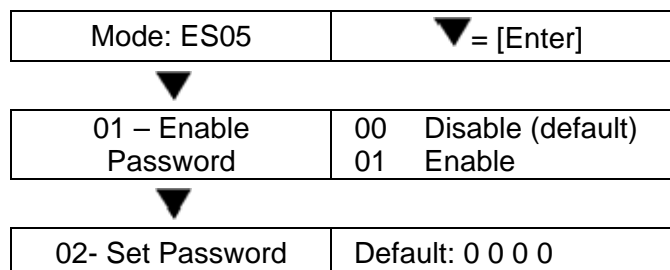 Mode: ES05 ▼= [Enter]
▼
01 – Enable 00 Disable (default)
Password 01 Enable
▼
02- Set Password Default: 0 0 0 0